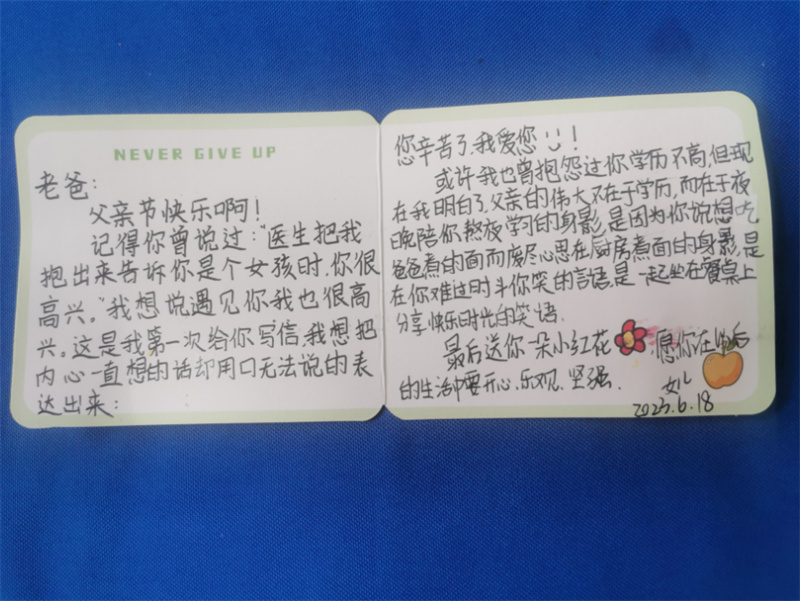 NEVER GIVE UP
老爸：
父亲节快乐啊！
记得你曾说过："医生把我
抱出来告诉你是个女孩时，你很
高兴。"我想说遇见你我也很高
兴。这是我第一次给你写信，我想把
内心一直想的话却用口无法说的表
达出来：
您辛苦了，我爱您！
或许我也曾抱怨过你学历不高，但现
在我明白了，父亲的伟大不在于学历，而在于夜
晚陪你熬夜学习的身影，是因为你说想吃
爸爸煮的面而废尽心思在厨房煮面的身影，是
在你难过时斗你笑的言语，是一起坐在餐桌上
分享快乐时光的笑语.
最后送你一朵小红花 愿你在以后
的生活中要开心、乐观、坚强.
女儿
2023.6.18